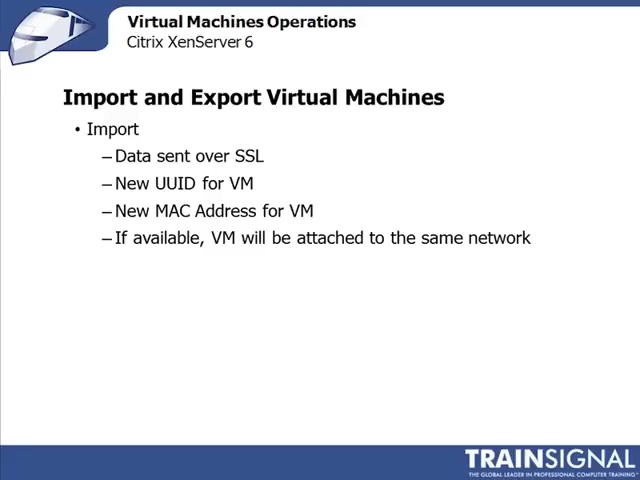 Virtual Machines Operations
Citrix XenServer 6
Import and Export Virtual Machines
• Import
– Data sent over SSL
– New UUID for VM
– New MAC Address for VM
– If available, VM will be attached to the same network
TRAINSIGNAL
THE GLOBAL LEADER IN PROFESSIONAL COMPUTER TRAINING